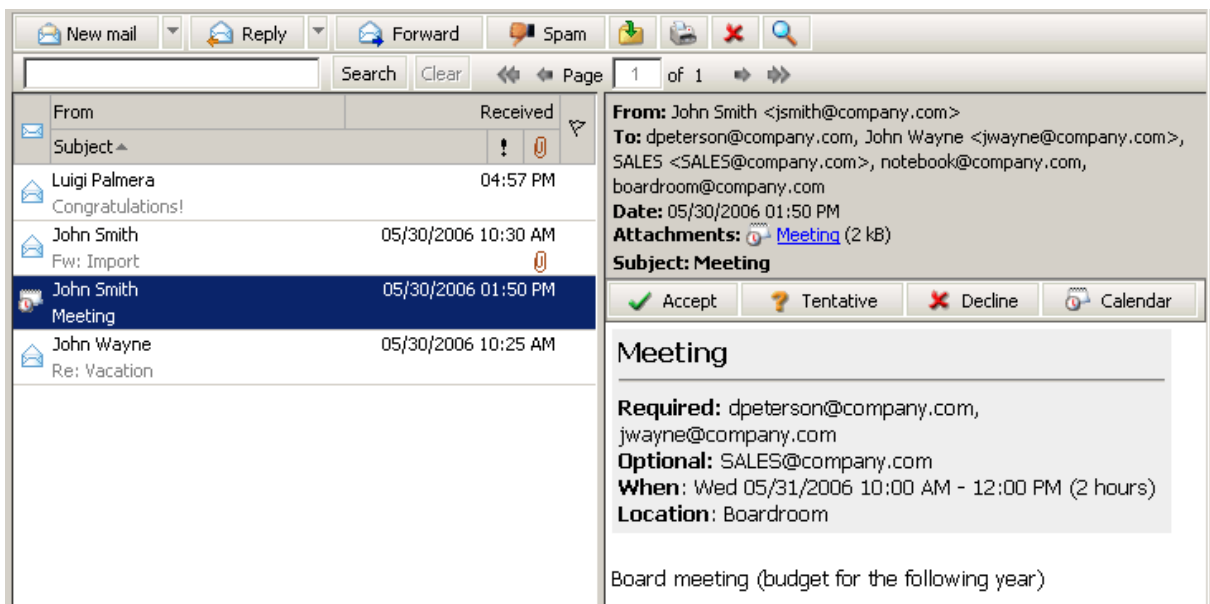 New mail Reply Forward Spam
Search Clear Page 1 of 1
From Received
Subject !
Luigi Palmera 04:57 PM
Congratulations!
John Smith 05/30/2006 10:30 AM
Fw: Import
John Smith 05/30/2006 01:50 PM
Meeting
John Wayne 05/30/2006 10:25 AM
Re: Vacation
From: John Smith <jsmith@company.com>
To: dpeterson@company.com, John Wayne <jwayne@company.com>,
SALES <SALES@company.com>, notebook@company.com,
boardroom@company.com
Date: 05/30/2006 01:50 PM
Attachments: Meeting (2 kB)
Subject: Meeting
Accept Tentative Decline Calendar
Meeting
Required: dpeterson@company.com,
jwayne@company.com
Optional: SALES@company.com
When: Wed 05/31/2006 10:00 AM - 12:00 PM (2 hours)
Location: Boardroom
Board meeting (budget for the following year)